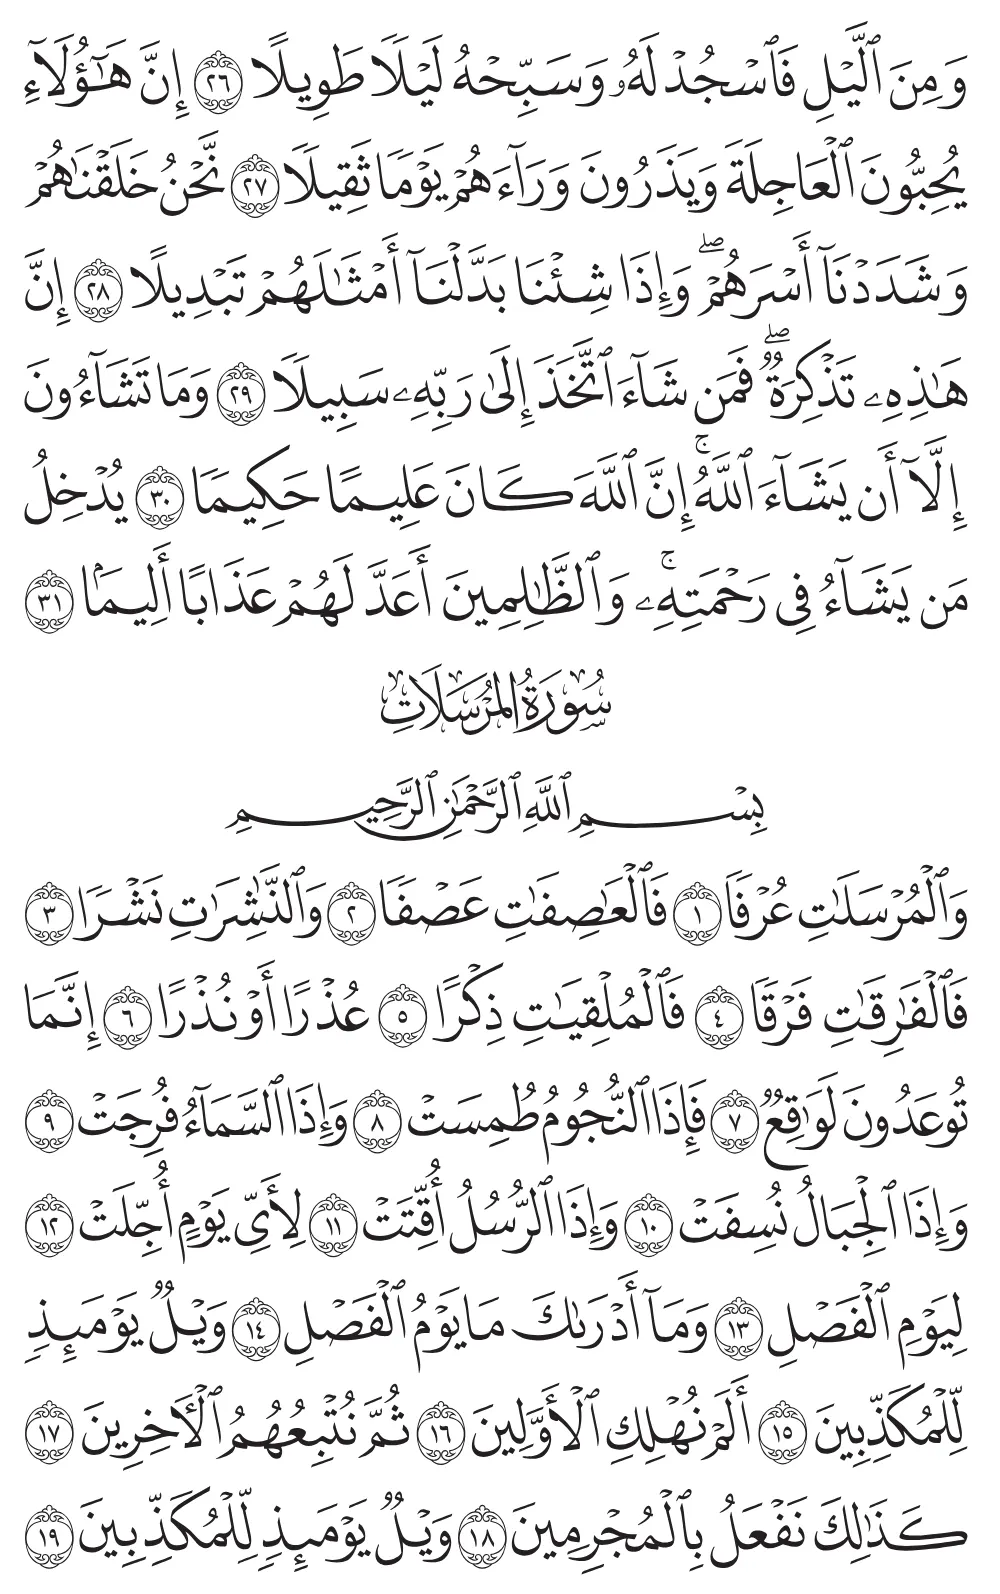 وَمِنَ ٱلَّيۡلِ فَٱسۡجُدۡ لَهُۥ وَسَبِّحۡهُ لَيۡلٗا طَوِيلًا ٢٦ إِنَّ هَٰٓؤُلَآءِ
يُحِبُّونَ ٱلۡعَاجِلَةَ وَيَذَرُونَ وَرَآءَهُمۡ يَوۡمٗا ثَقِيلٗا ٢٧ نَّحۡنُ خَلَقۡنَٰهُمۡ
وَشَدَدۡنَآ أَسۡرَهُمۡۖ وَإِذَا شِئۡنَا بَدَّلۡنَآ أَمۡثَٰلَهُمۡ تَبۡدِيلًا ٢٨ إِنَّ
هَٰذِهِۦ تَذۡكِرَةٞۖ فَمَن شَآءَ ٱتَّخَذَ إِلَىٰ رَبِّهِۦ سَبِيلٗا ٢٩ وَمَا تَشَآءُونَ
إِلَّآ أَن يَشَآءَ ٱللَّهُۚ إِنَّ ٱللَّهَ كَانَ عَلِيمًا حَكِيمٗا ٣٠ يُدۡخِلُ
مَن يَشَآءُ فِي رَحۡمَتِهِۦۚ وَٱلظَّٰلِمِينَ أَعَدَّ لَهُمۡ عَذَابًا أَلِيمَۢا ٣١
سُورَةُ المُرۡسَلَاتِ
بِسۡمِ ٱللَّهِ ٱلرَّحۡمَٰنِ ٱلرَّحِيمِ
وَٱلۡمُرۡسَلَٰتِ عُرۡفٗا ١ فَٱلۡعَٰصِفَٰتِ عَصۡفٗا ٢ وَٱلنَّٰشِرَٰتِ نَشۡرٗا ٣
فَٱلۡفَٰرِقَٰتِ فَرۡقٗا ٤ فَٱلۡمُلۡقِيَٰتِ ذِكۡرًا ٥ عُذۡرًا أَوۡ نُذۡرًا ٦ إِنَّمَا
تُوعَدُونَ لَوَٰقِعٞ ٧ فَإِذَا ٱلنُّجُومُ طُمِسَتۡ ٨ وَإِذَا ٱلسَّمَآءُ فُرِجَتۡ ٩
وَإِذَا ٱلۡجِبَالُ نُسِفَتۡ ١٠ وَإِذَا ٱلرُّسُلُ أُقِّتَتۡ ١١ لِأَيِّ يَوۡمٍ أُجِّلَتۡ ١٢
لِيَوۡمِ ٱلۡفَصۡلِ ١٣ وَمَآ أَدۡرَىٰكَ مَا يَوۡمُ ٱلۡفَصۡلِ ١٤ وَيۡلٞ يَوۡمَئِذٖ
لِّلۡمُكَذِّبِينَ ١٥ أَلَمۡ نُهۡلِكِ ٱلۡأَوَّلِينَ ١٦ ثُمَّ نُتۡبِعُهُمُ ٱلۡأٓخِرِينَ ١٧
كَذَٰلِكَ نَفۡعَلُ بِٱلۡمُجۡرِمِينَ ١٨ وَيۡلٞ يَوۡمَئِذٖ لِّلۡمُكَذِّبِينَ ١٩